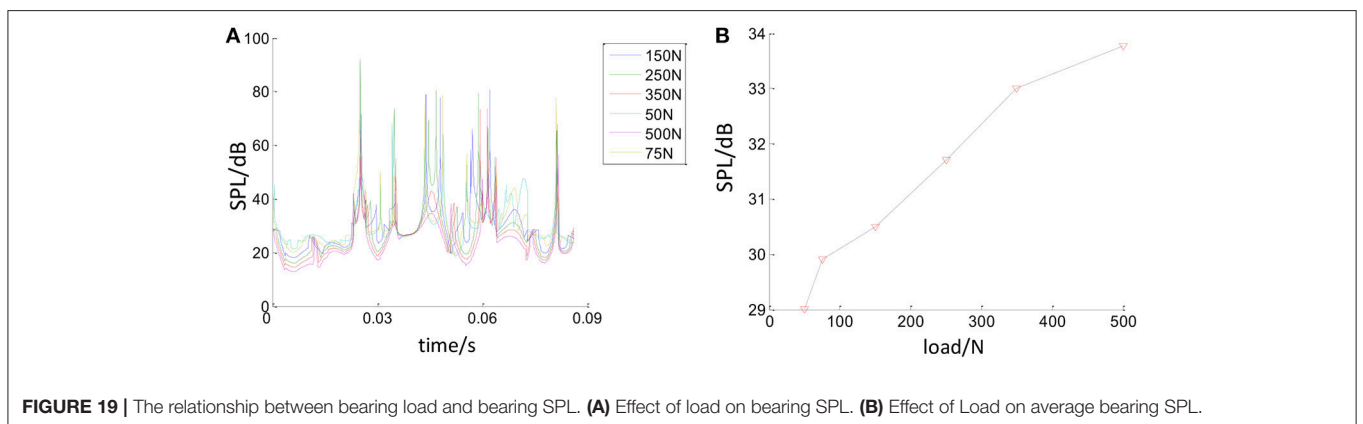 A
100
80
60
40
20
0
SPL/dB
0
0.03
0.06
0.09
time/s
150N
250N
350N
50N
500N
75N
B
34
33
32
31
30
29
SPL/dB
0
100
200
300
400
500
load/N
FIGURE 19 | The relationship between bearing load and bearing SPL. (A) Effect of load on bearing SPL. (B) Effect of Load on average bearing SPL.